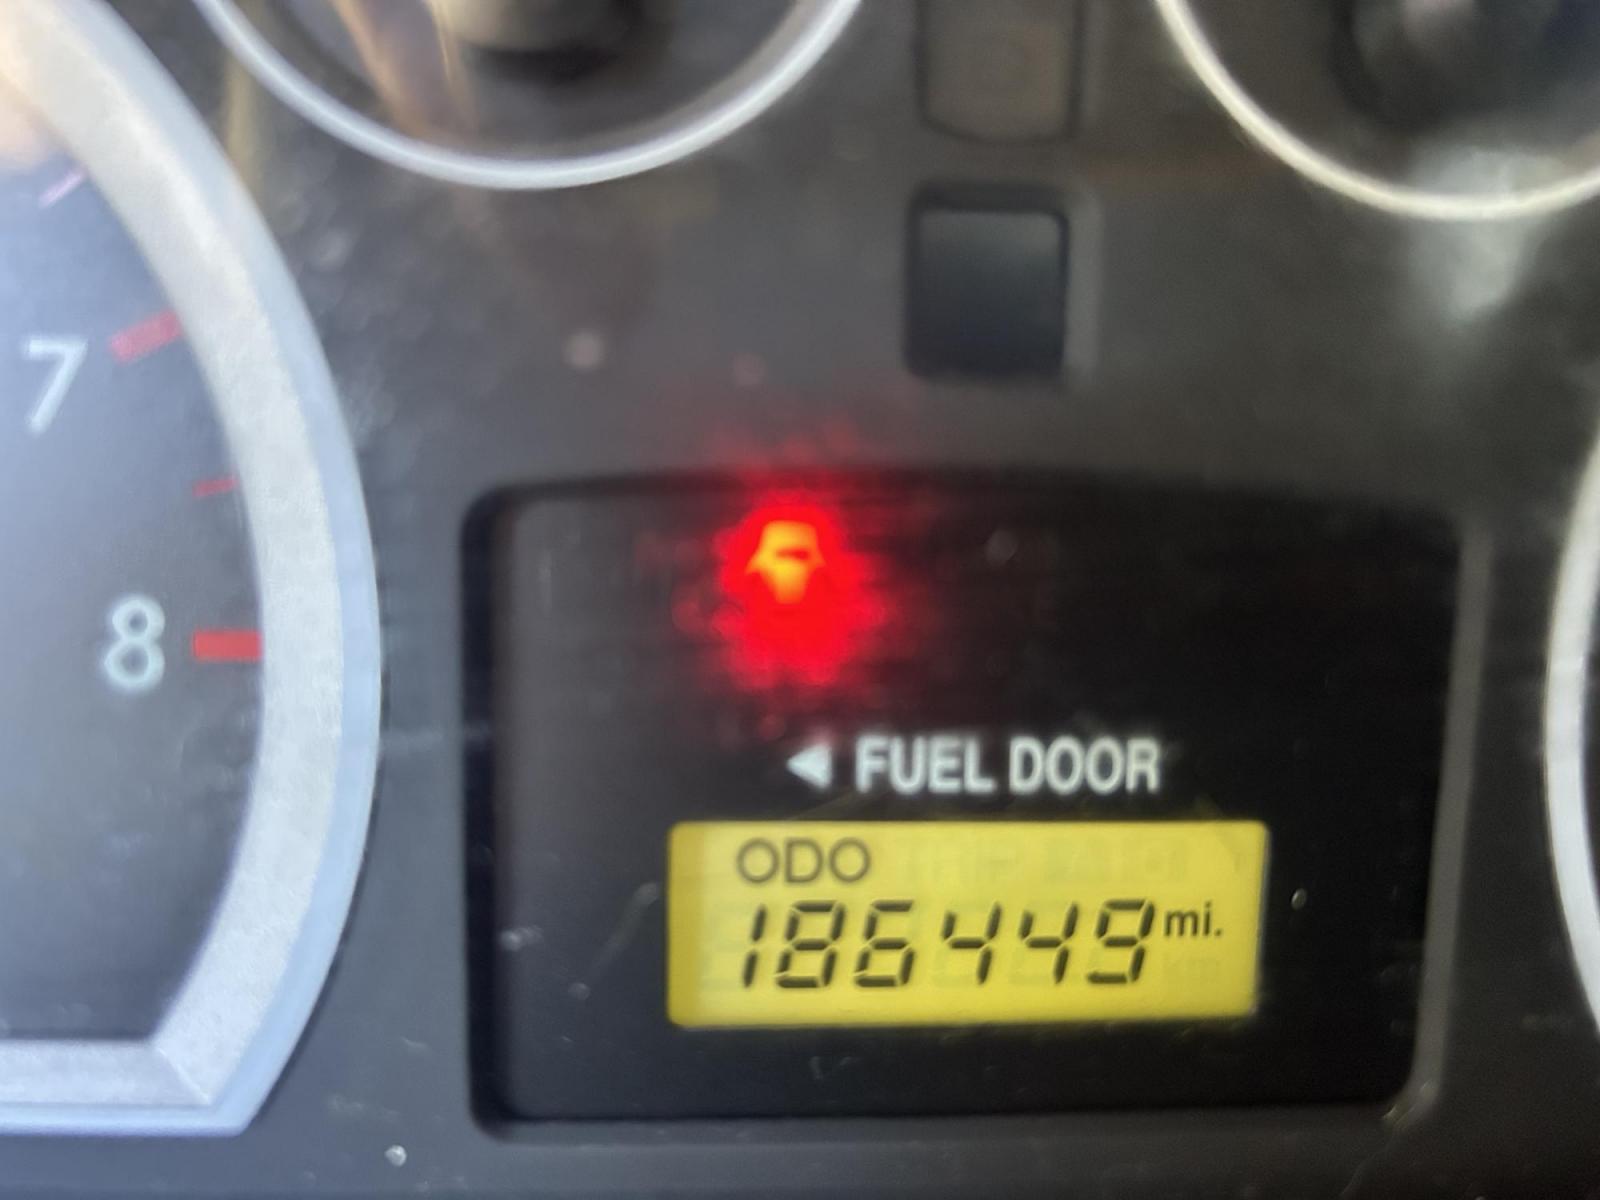 7
8
◄ FUEL DOOR
ODO
186449 mi.